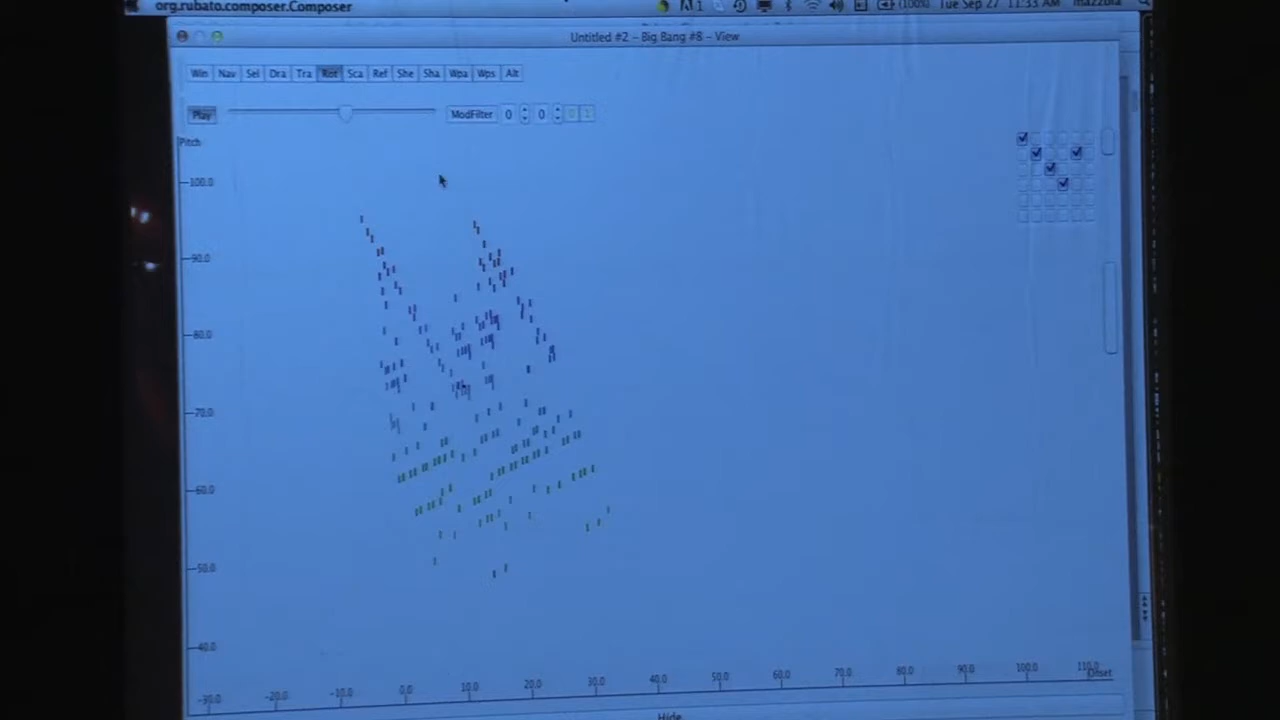 org.rubato.composer.Composer
1 (100%) Tue Sep 27 11:33 AM mazzola
Untitled #2 – Big Bang #8 – View
Win Nav Sel Dra Tra Rot Sca Ref She Sha Wpa Wps Alt
Play ModFilter 0 0
Pitch
100.0
90.0
80.0
70.0
60.0
50.0
40.0
-30.0 -20.0 -10.0 0.0 10.0 20.0 30.0 40.0 50.0 60.0 70.0 80.0 90.0 100.0 110.0
Onset
Hide